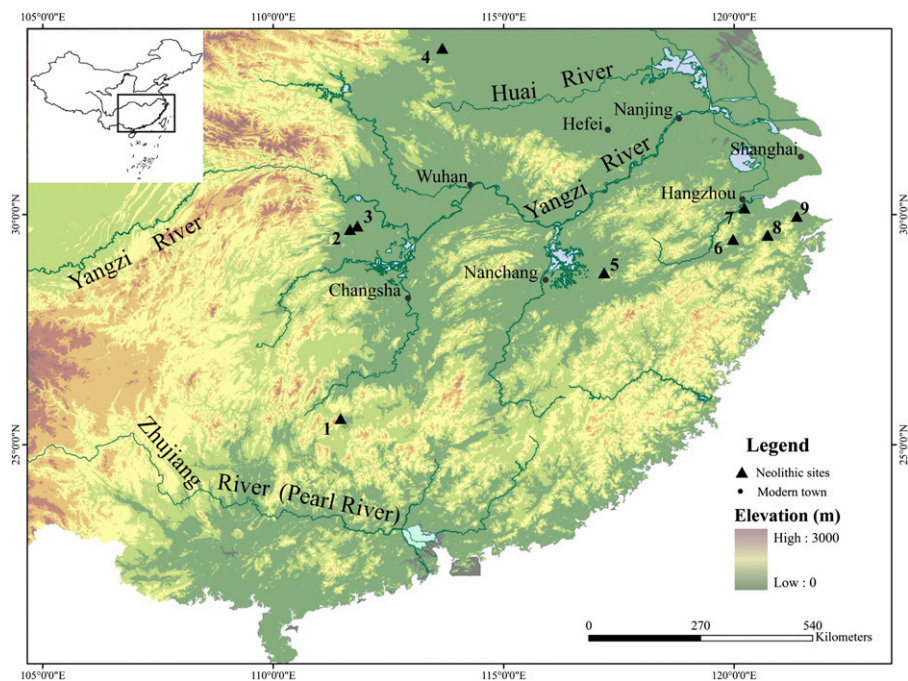 105°0'0"E
110°0'0"E
115°0'0"E
120°0'0"E
4
Huai River
Nanjing
Hefei
Shanghai
Wuhan
Yangzi River
Hangzhou
30°0'0"N
30°0'0"N
3
2
7
9
8
6
Yangzi River
5
Nanchang
Changsha
1
25°0'0"N
25°0'0"N
Zhujiang River (Pearl River)
Legend
Neolithic sites
Modern town
Elevation (m)
High : 3000
Low : 0
0 270 540
Kilometers
105°0'0"E
110°0'0"E
115°0'0"E
120°0'0"E